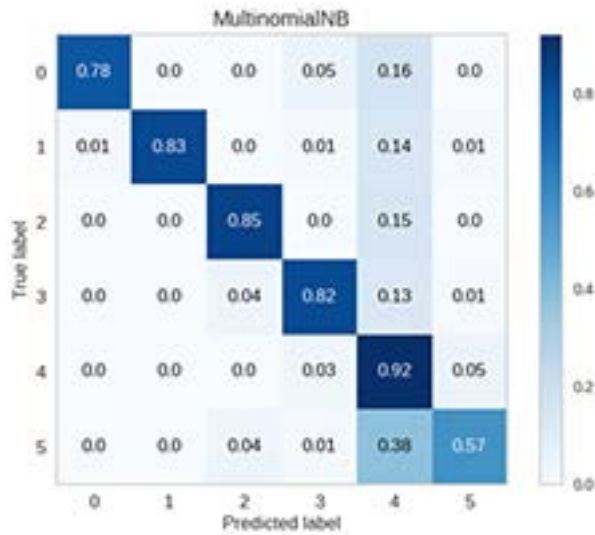 MultinomialNB
0 0.78 0.0 0.0 0.05 0.16 0.0
1 0.01 0.83 0.0 0.01 0.14 0.01
2 0.0 0.0 0.85 0.0 0.15 0.0
3 0.0 0.0 0.04 0.82 0.13 0.01
4 0.0 0.0 0.0 0.03 0.92 0.05
5 0.0 0.0 0.04 0.01 0.38 0.57
0 1 2 3 4 5
Predicted label
True label
0.8
0.6
0.4
0.2
0.0